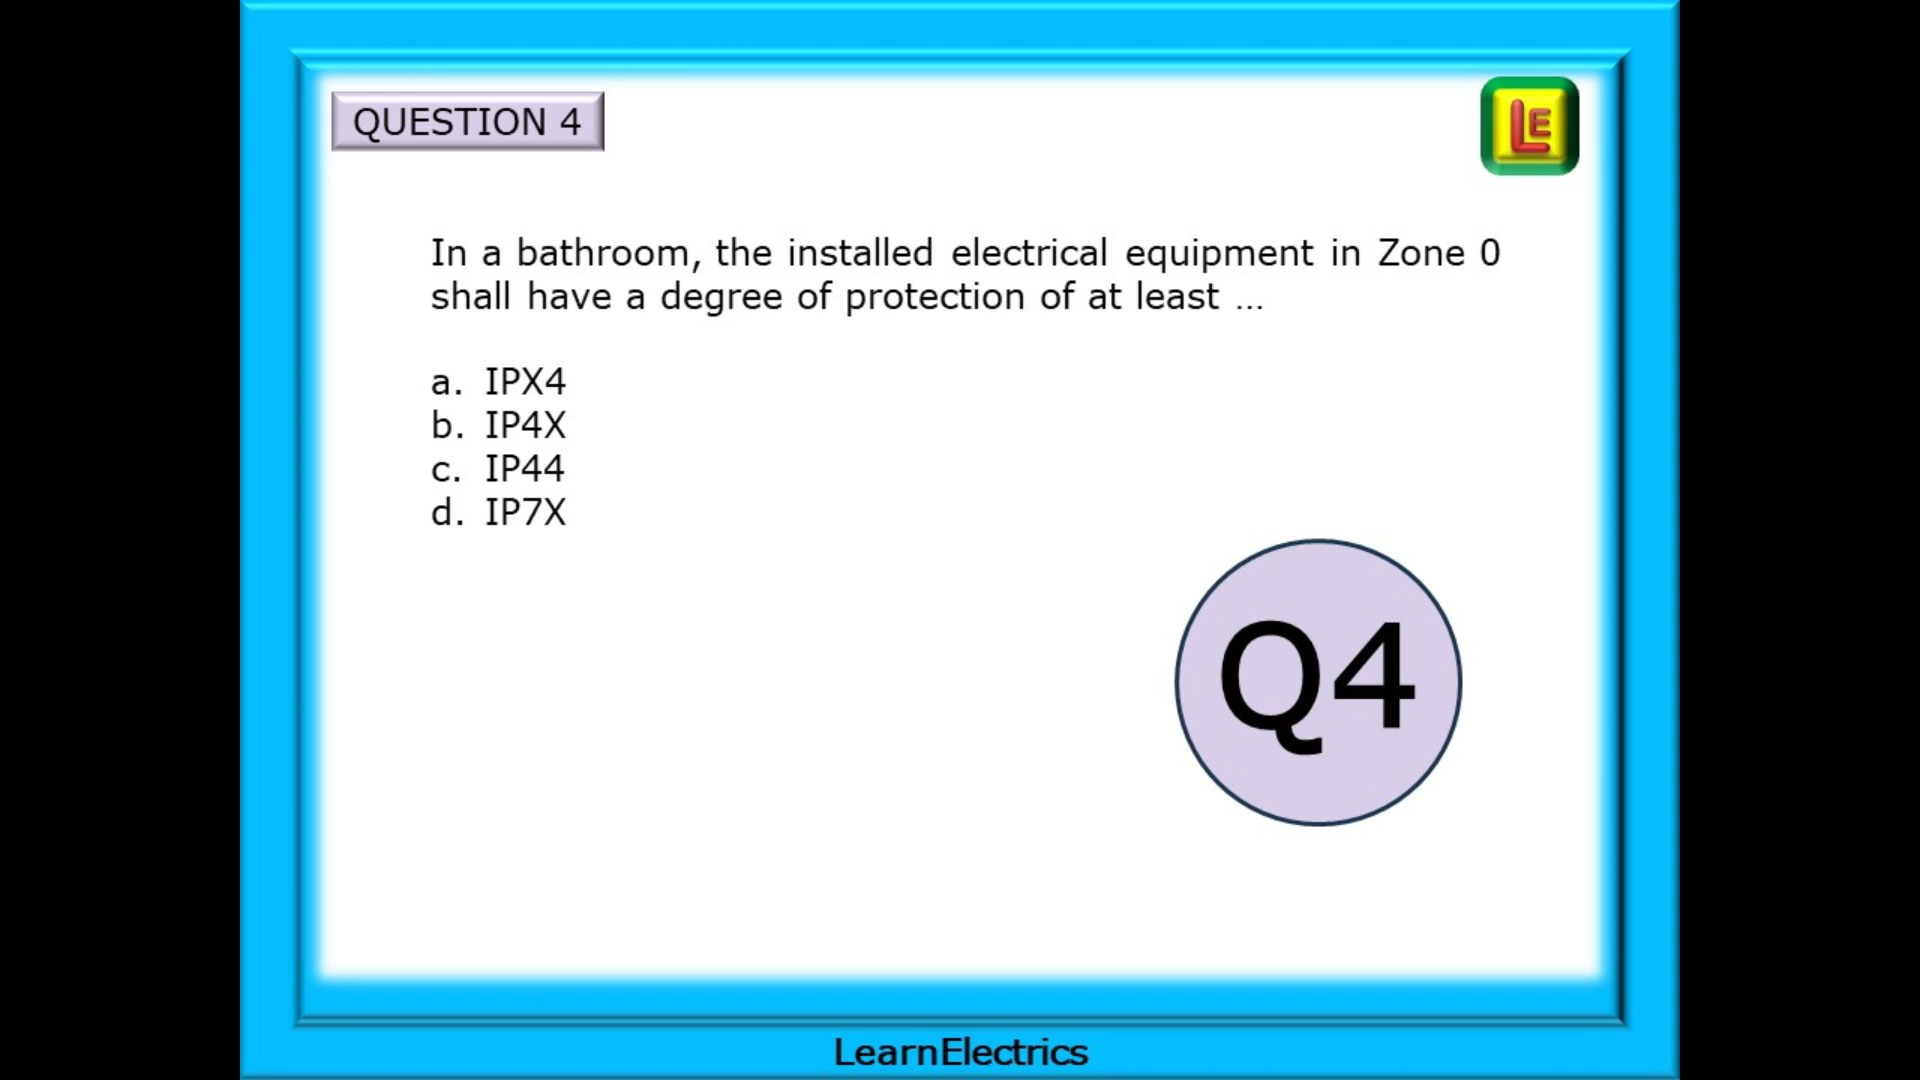 QUESTION 4
LE
In a bathroom, the installed electrical equipment in Zone 0
shall have a degree of protection of at least ...
a. IPX4
b. IP4X
c. IP44
d. IP7X
Q4
LearnElectrics